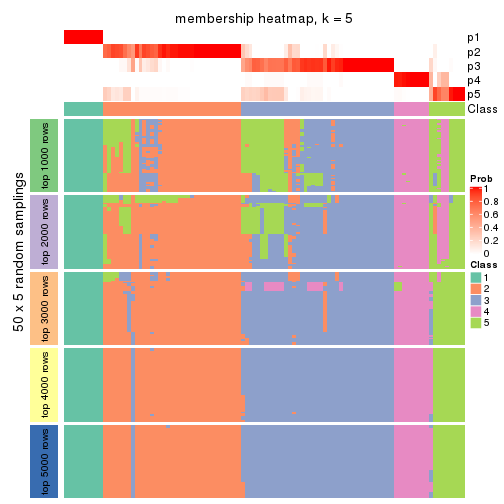 membership heatmap, k = 5
p1
p2
p3
p4
p5
Class
50 x 5 random samplings
top 1000 rows
top 2000 rows
top 3000 rows
top 4000 rows
top 5000 rows
Prob
1
0.8
0.6
0.4
0.2
0
Class
1
2
3
4
5